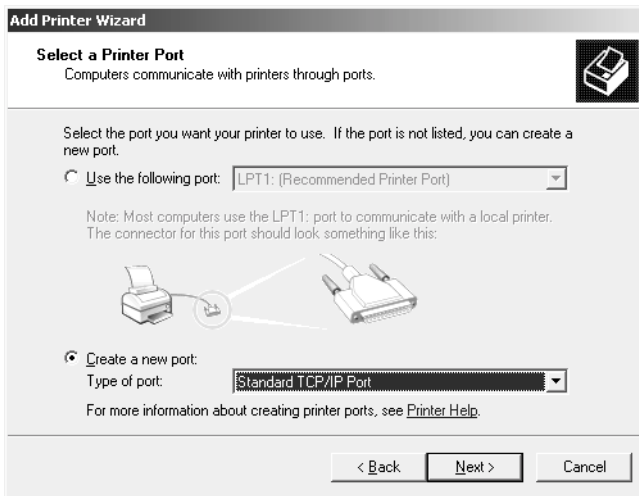 Add Printer Wizard
Select a Printer Port
Computers communicate with printers through ports.
Select the port you want your printer to use. If the port is not listed, you can create a
new port.
Use the following port: LPT1: (Recommended Printer Port)
Note: Most computers use the LPT1: port to communicate with a local printer.
The connector for this port should look something like this:
Create a new port:
Type of port: Standard TCP/IP Port
For more information about creating printer ports, see Printer Help.
< Back Next > Cancel